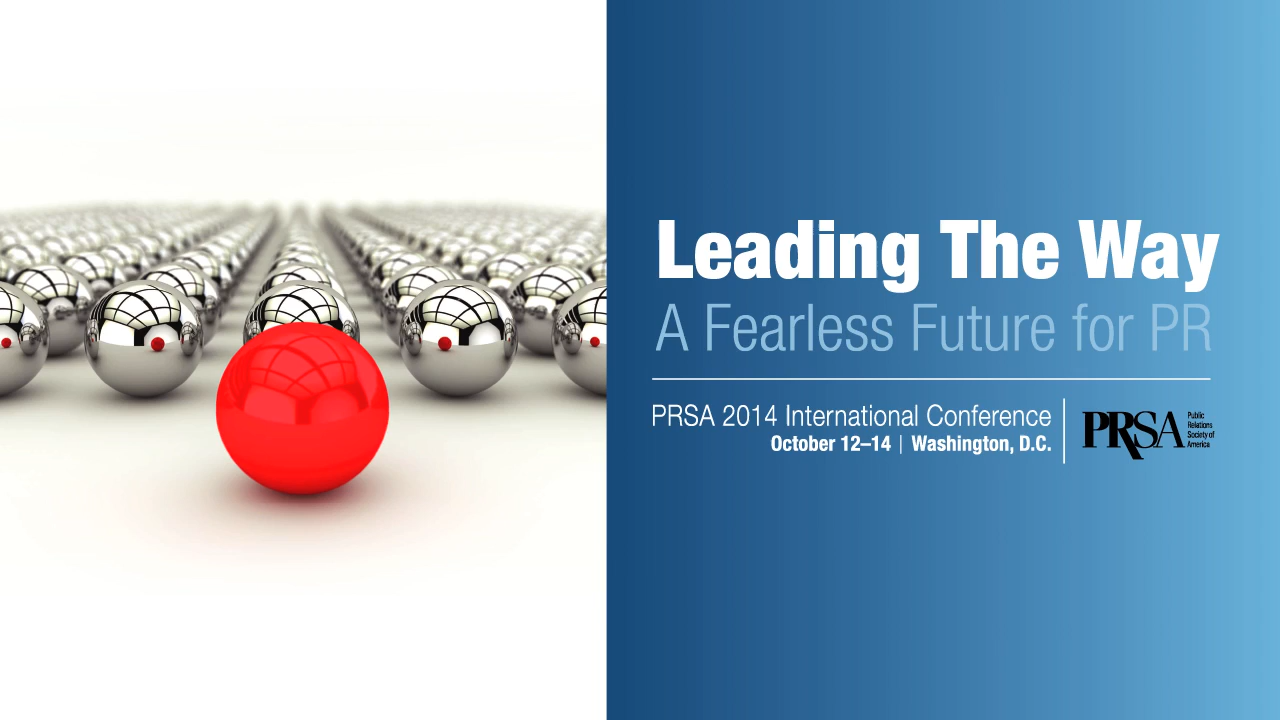 Leading The Way
A Fearless Future for PR
PRSA 2014 International Conference
October 12–14 | Washington, D.C.
PRSA
Public
Relations
Society of
America